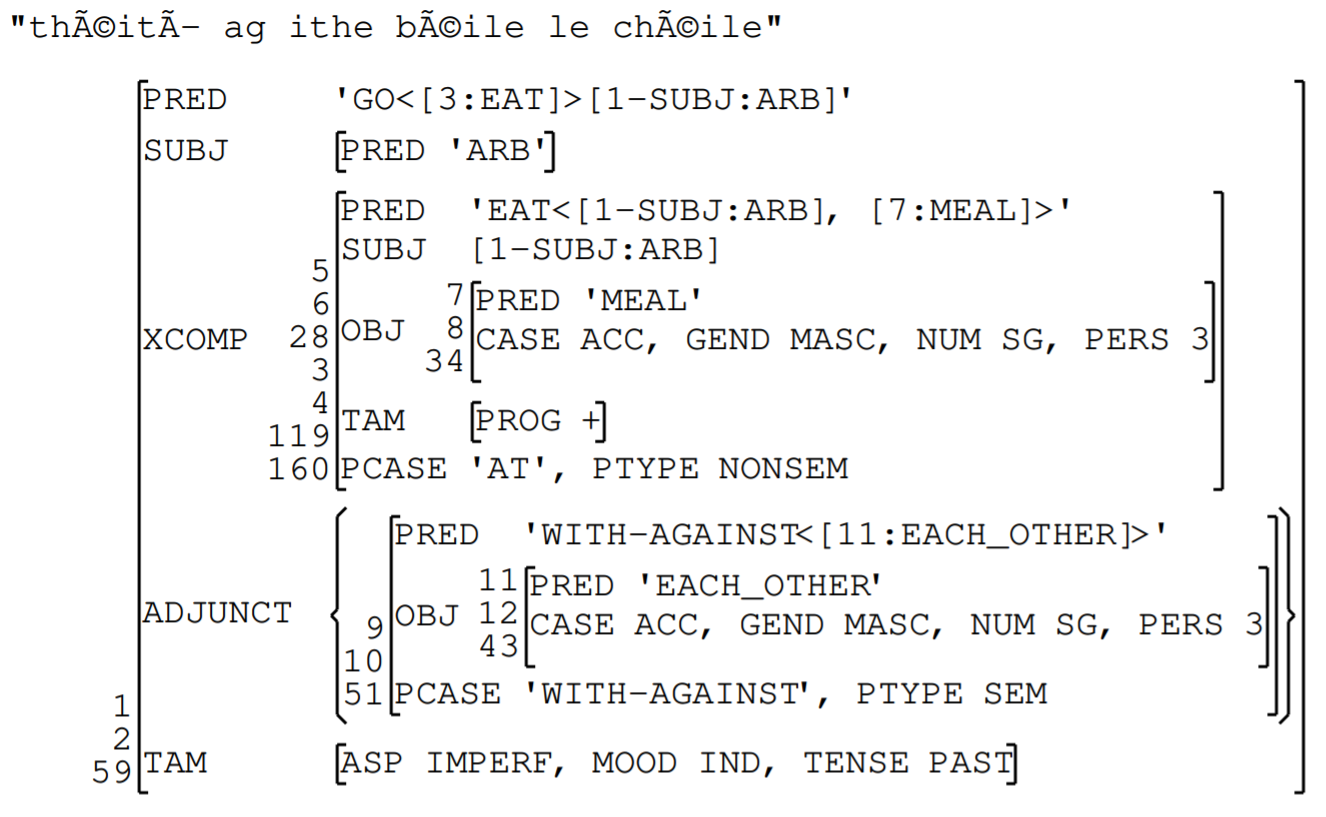 "thÃ©itÃ- ag ithe bÃ©ile le chÃ©ile"
PRED 'GO<[3:EAT]>[1-SUBJ:ARB]'
SUBJ [PRED 'ARB']
PRED 'EAT<[1-SUBJ:ARB], [7:MEAL]>'
SUBJ [1-SUBJ:ARB]
5
6
28
3
4
119
160
XCOMP
OBJ
7
8
34
PRED 'MEAL'
CASE ACC, GEND MASC, NUM SG, PERS 3
TAM [PROG +]
PCASE 'AT', PTYPE NONSEM
ADJUNCT
PRED 'WITH-AGAINST<[11:EACH_OTHER]>'
9
10
51
OBJ
11
12
43
PRED 'EACH_OTHER'
CASE ACC, GEND MASC, NUM SG, PERS 3
PCASE 'WITH-AGAINST', PTYPE SEM
1
2
59
TAM [ASP IMPERF, MOOD IND, TENSE PAST]